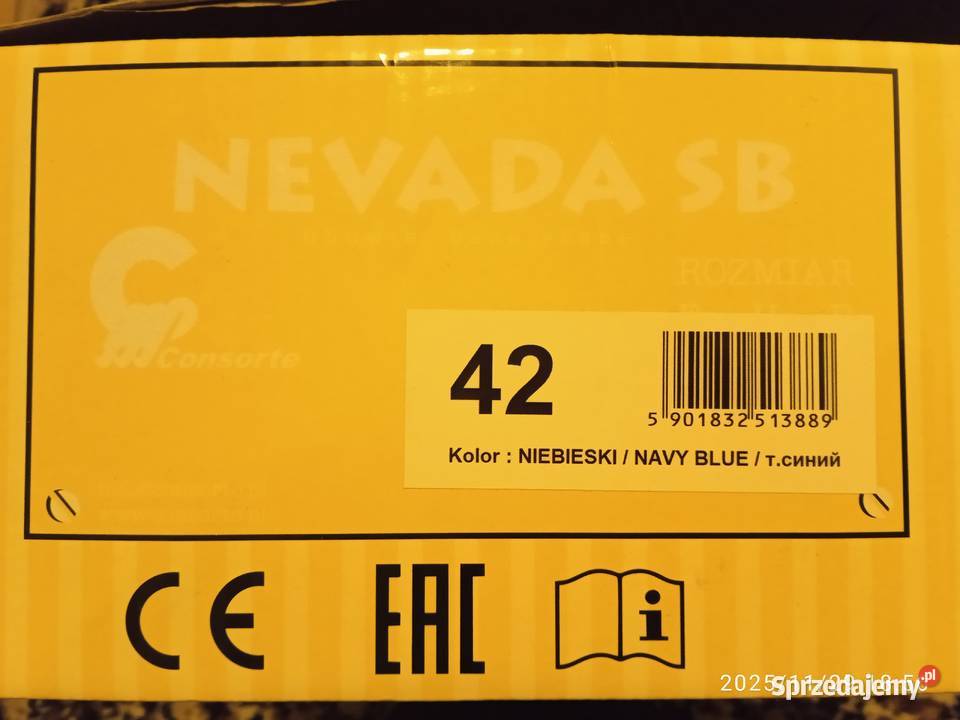 NEVADA SB
ROZMIAR
Consorte
42
5 901832 513889
Kolor : NIEBIESKI / NAVY BLUE / т.синий
CE
EAC
i
Sprzedajemy.pl